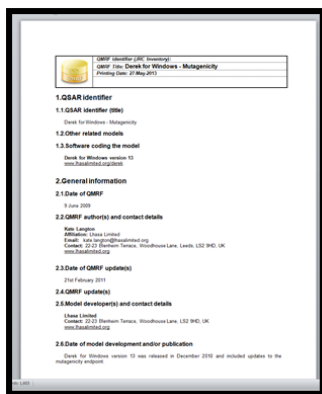 QMRF identifier (JRC Inventory):
QMRF Title: Derek for Windows - Mutagenicity
Printing Date: 27.May.2013
1.QSAR identifier
1.1.QSAR identifier (title)
Derek for Windows - Mutagenicity
1.2.Other related models
1.3.Software coding the model
Derek for Windows version 13
www.lhasalimited.org/derek
2.General information
2.1.Date of QMRF
5 June 2009
2.2.QMRF author(s) and contact details
Kate Langton
Affiliation: Lhasa Limited
Email: kate.langton@lhasalimited.org
Contact: 22-23 Blenheim Terrace, Woodhouse Lane, Leeds, LS2 9HD, UK
www.lhasalimited.org
2.3.Date of QMRF update(s)
21st February 2011
2.4.QMRF update(s)
2.5.Model developer(s) and contact details
Lhasa Limited
Contact: 22-23 Blenheim Terrace, Woodhouse Lane, LS2 9HD, UK
www.lhasalimited.org
2.6.Date of model development and/or publication
Derek for Windows version 13 was released in December 2010 and included updates to the
mutagenicity endpoint.